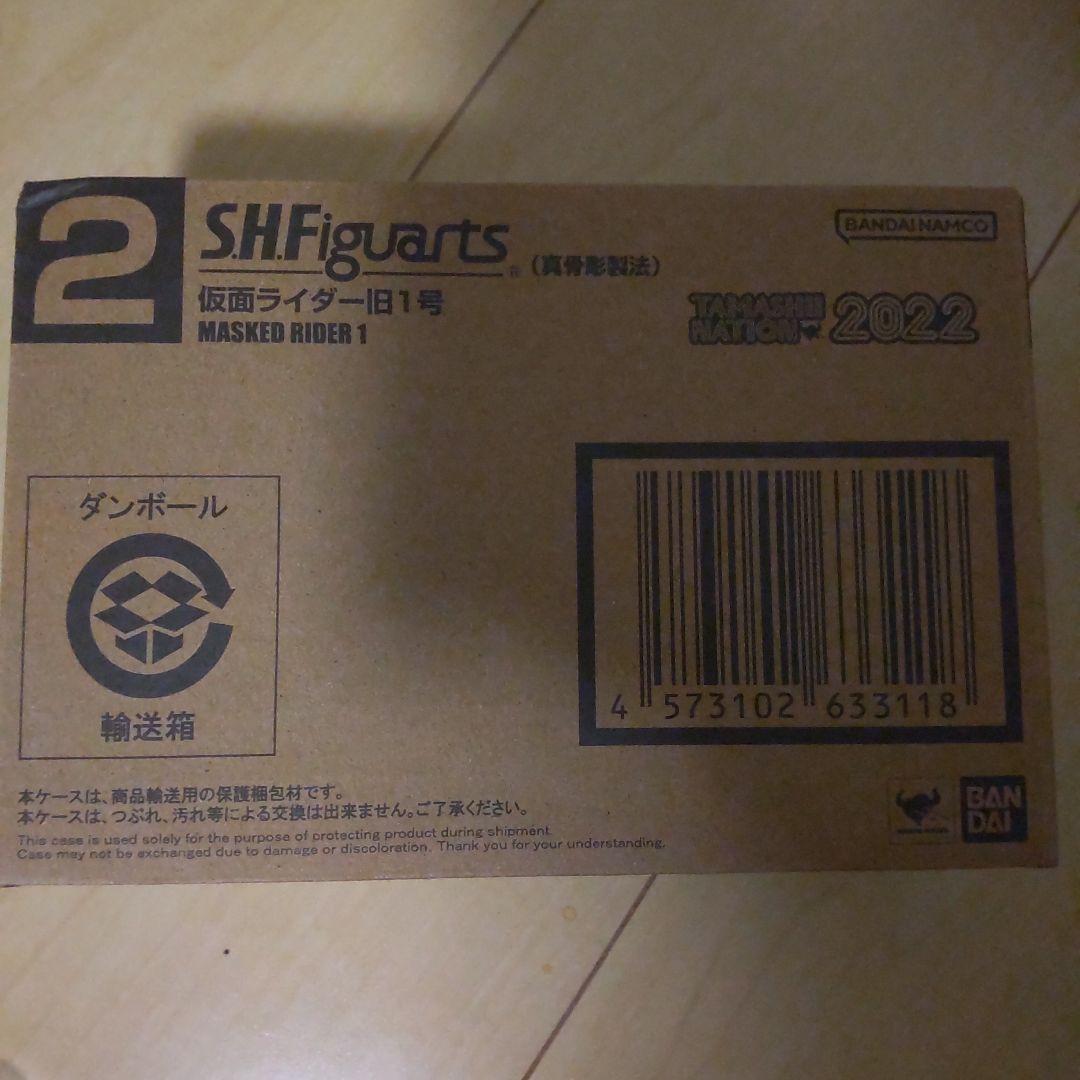 2
S.H.Figuarts
(真骨彫製法)
仮面ライダー旧1号
MASKED RIDER 1
BANDAI NAMCO
TAMASHII
NATION
2022
ダンボール
輸送箱
4 573102 633118
本ケースは、商品輸送用の保護梱包材です。
本ケースは、つぶれ、汚れ等による交換は出来ません。ご了承ください。
This case is used solely for the purpose of protecting product during shipment.
Case may not be exchanged due to damage or discoloration. Thank you for your understanding.
BAN
DAI